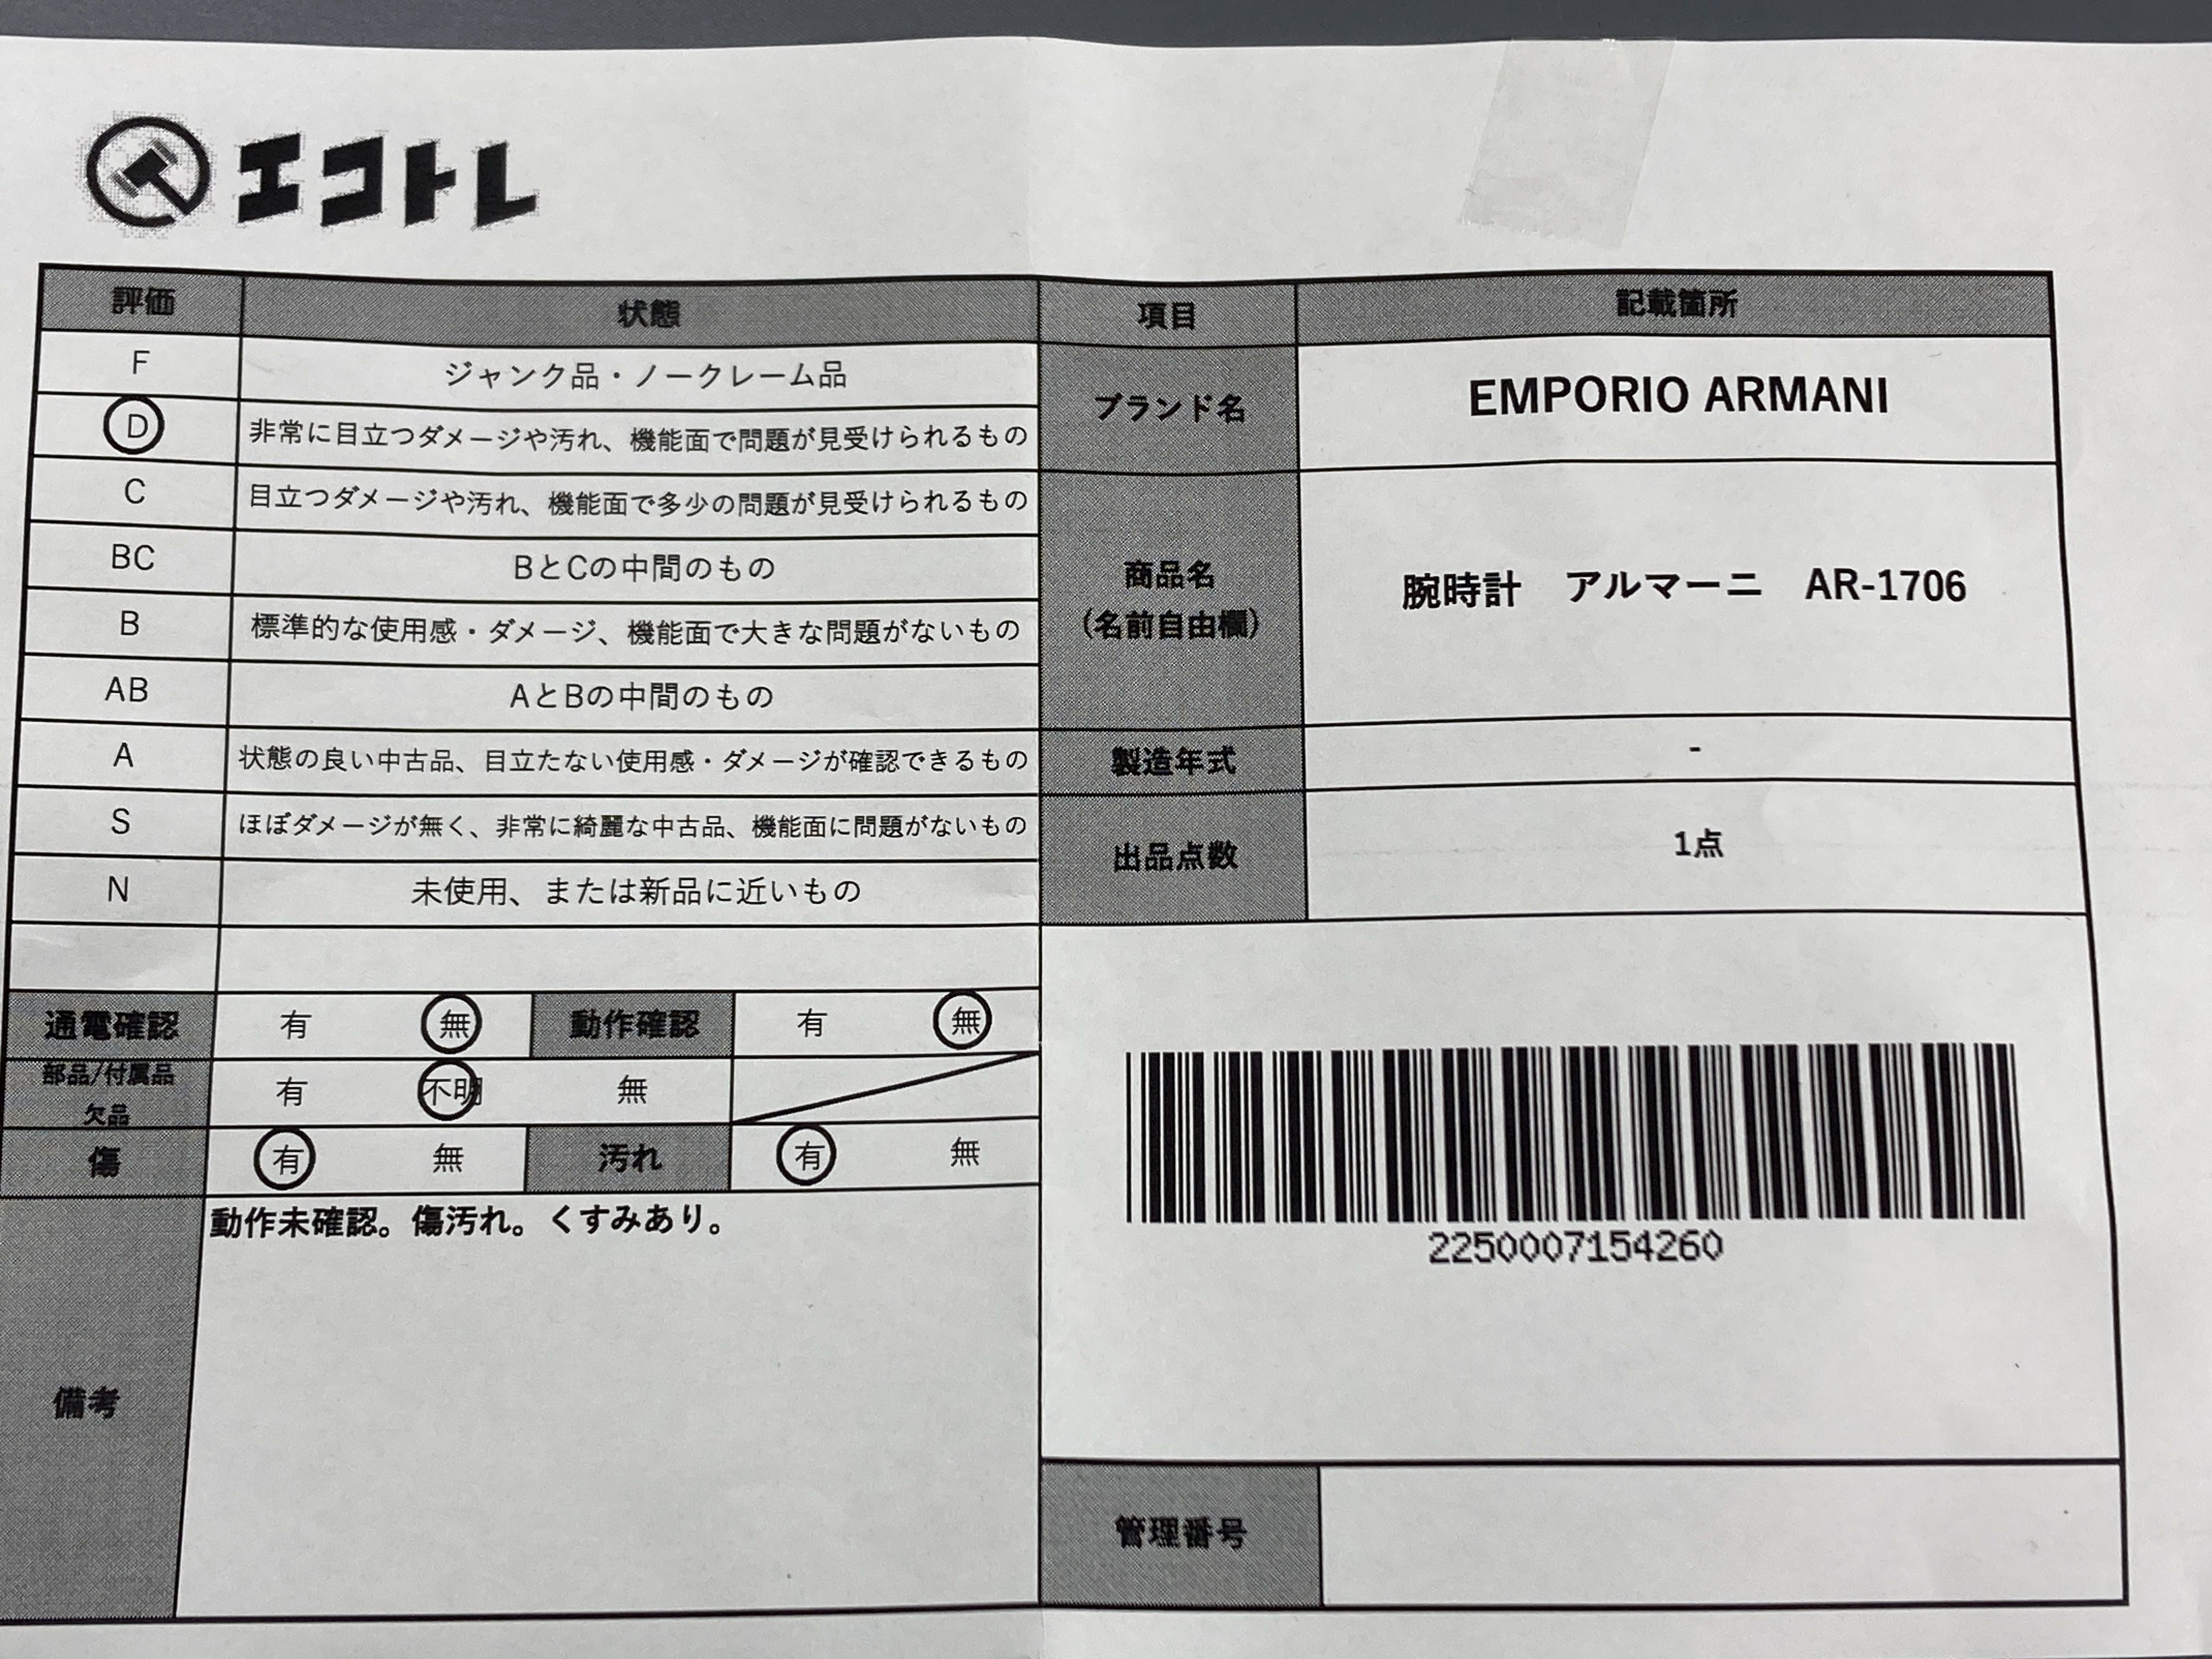 エコトレ
評価 状態 項目 記載箇所
F ジャンク品・ノークレーム品
D 非常に目立つダメージや汚れ、機能面で問題が見受けられるもの
ブランド名 EMPORIO ARMANI
C 目立つダメージや汚れ、機能面で多少の問題が見受けられるもの
BC BとCの中間のもの
B 標準的な使用感・ダメージ、機能面で大きな問題がないもの
AB AとBの中間のもの
商品名
(名前自由欄)
腕時計 アルマーニ AR-1706
A 状態の良い中古品、目立たない使用感・ダメージが確認できるもの
製造年式 -
S ほぼダメージが無く、非常に綺麗な中古品、機能面に問題がないもの
N 未使用、または新品に近いもの
出品点数 1点
通電確認 有 無 動作確認 有 無
部品/付属品
欠品
有 不明 無
傷 有 無 汚れ 有 無
備考
動作未確認。傷汚れ。くすみあり。
2250007154260
管理番号